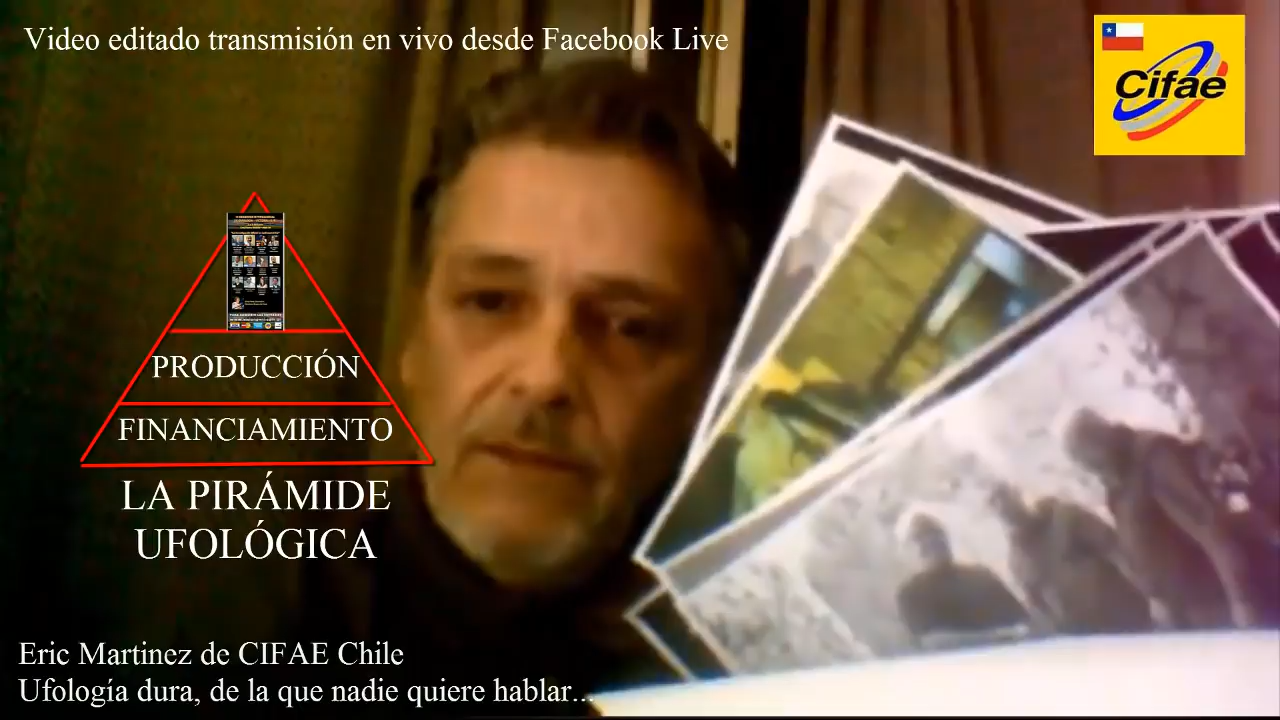 Video editado transmisión en vivo desde Facebook Live
Cifae
PRODUCCIÓN
FINANCIAMIENTO
LA PIRÁMIDE
UFOLÓGICA
Eric Martinez de CIFAE Chile
Ufología dura, de la que nadie quiere hablar...